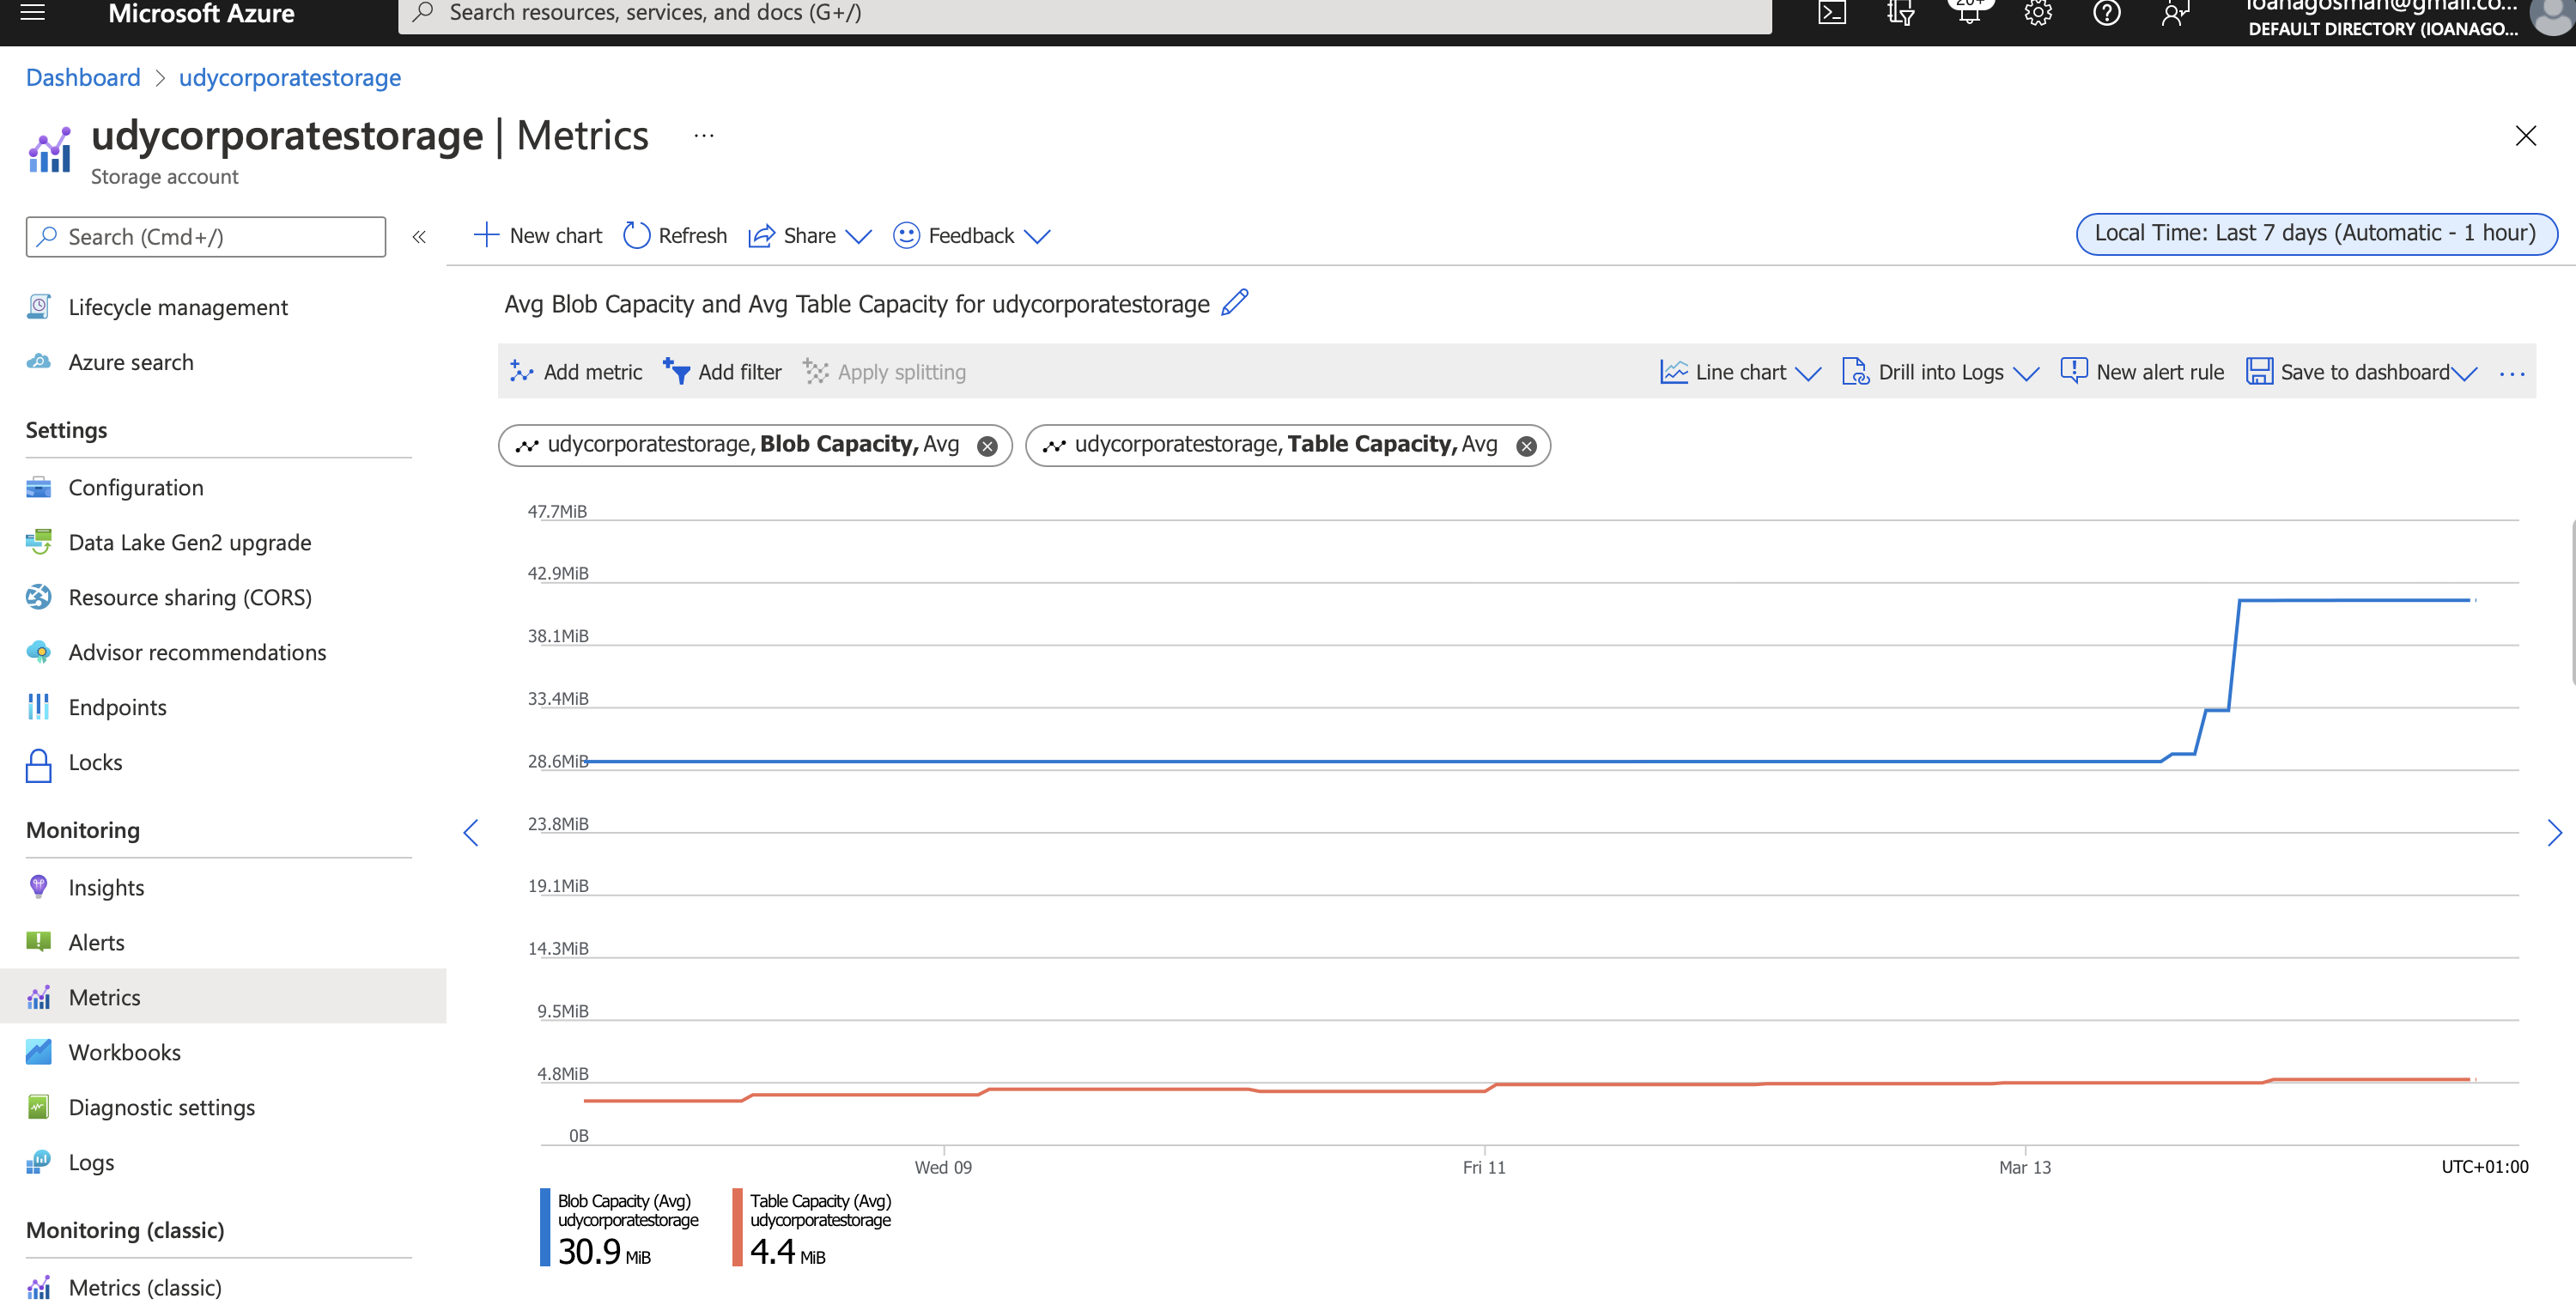 Microsoft Azure
Search resources, services, and docs (G+/)
20+
ioanagosman@gmail.co...
DEFAULT DIRECTORY (IOANAGO...
Dashboard > udycorporatestorage
udycorporatestorage | Metrics ...
Storage account
Search (Cmd+/)
«
New chart
Refresh
Share
Feedback
Local Time: Last 7 days (Automatic - 1 hour)
Lifecycle management
Azure search
Settings
Configuration
Data Lake Gen2 upgrade
Resource sharing (CORS)
Advisor recommendations
Endpoints
Locks
Monitoring
Insights
Alerts
Metrics
Workbooks
Diagnostic settings
Logs
Monitoring (classic)
Metrics (classic)
Avg Blob Capacity and Avg Table Capacity for udycorporatestorage
Add metric
Add filter
Apply splitting
Line chart
Drill into Logs
New alert rule
Save to dashboard
...
udycorporatestorage, Blob Capacity, Avg
udycorporatestorage, Table Capacity, Avg
47.7MiB
42.9MiB
38.1MiB
33.4MiB
28.6MiB
23.8MiB
19.1MiB
14.3MiB
9.5MiB
4.8MiB
0B
Wed 09
Fri 11
Mar 13
UTC+01:00
Blob Capacity (Avg)
udycorporatestorage
30.9 MiB
Table Capacity (Avg)
udycorporatestorage
4.4 MiB